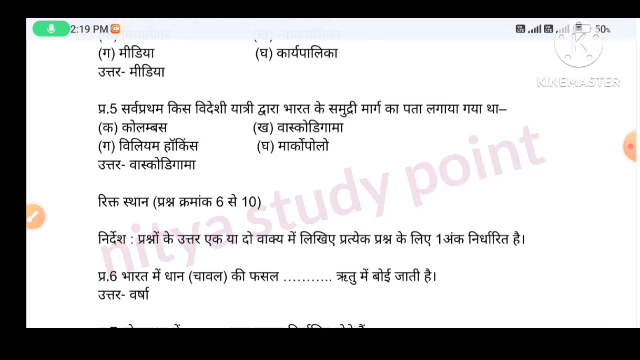 2:19 PM
50%
KINEMASTER
(ग) मीडिया (घ) कार्यपालिका
उत्तर- मीडिया
प्र.5 सर्वप्रथम किस विदेशी यात्री द्वारा भारत के समुद्री मार्ग का पता लगाया गया था–
(क) कोलम्बस (ख) वास्कोडिगामा
(ग) विलियम हॉकिंस (घ) मार्कोपोलो
उत्तर- वास्कोडिगामा
रिक्त स्थान (प्रश्न क्रमांक 6 से 10)
निर्देश : प्रश्नों के उत्तर एक या दो वाक्य में लिखिए प्रत्येक प्रश्न के लिए 1अंक निर्धारित है।
प्र.6 भारत में धान (चावल) की फसल ……….. ऋतु में बोई जाती है।
उत्तर- वर्षा
nitya study point